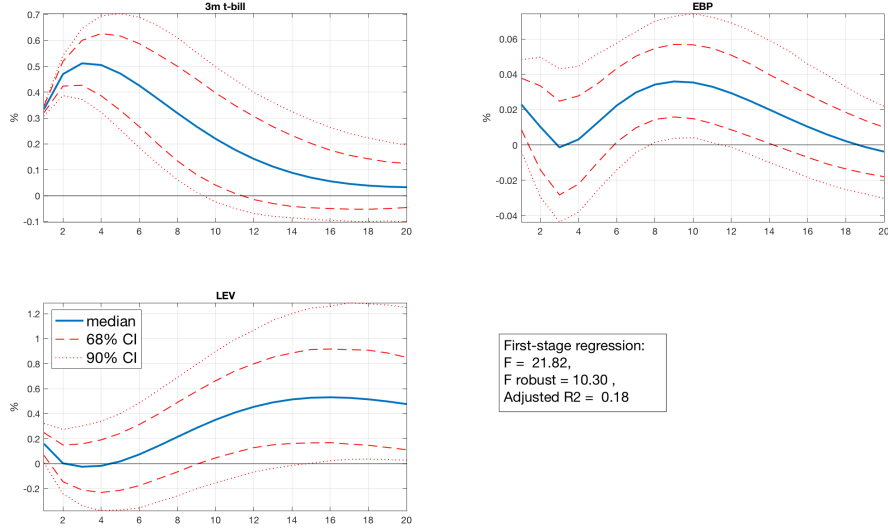 3m t-bill
0.7
0.6
0.5
0.4
0.3
0.2
0.1
0
-0.1
%
2 4 6 8 10 12 14 16 18 20
EBP
0.06
0.04
0.02
0
-0.02
-0.04
%
2 4 6 8 10 12 14 16 18 20
LEV
1.2
1
0.8
0.6
0.4
0.2
0
-0.2
%
median
68% CI
90% CI
2 4 6 8 10 12 14 16 18 20
First-stage regression:
F = 21.82,
F robust = 10.30 ,
Adjusted R2 = 0.18